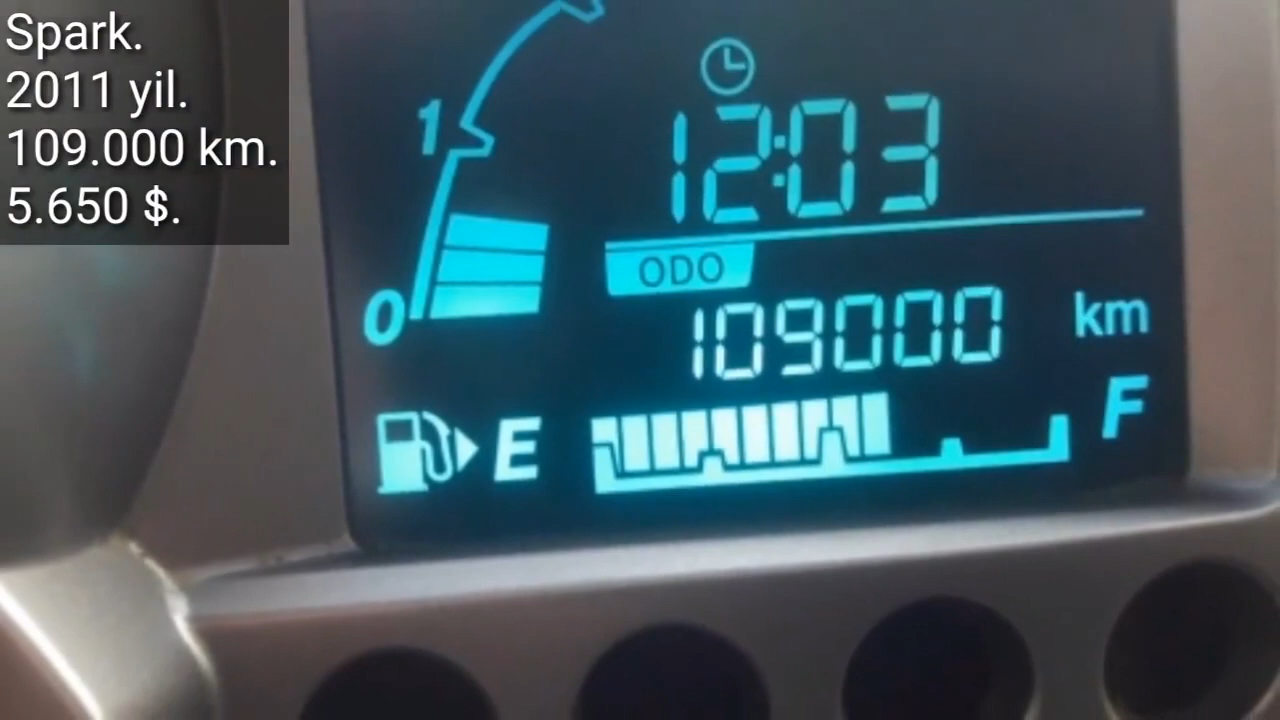 Spark.
2011 yil.
109.000 km.
5.650 $.
1
12:03
ODO
0
109000 km
E F